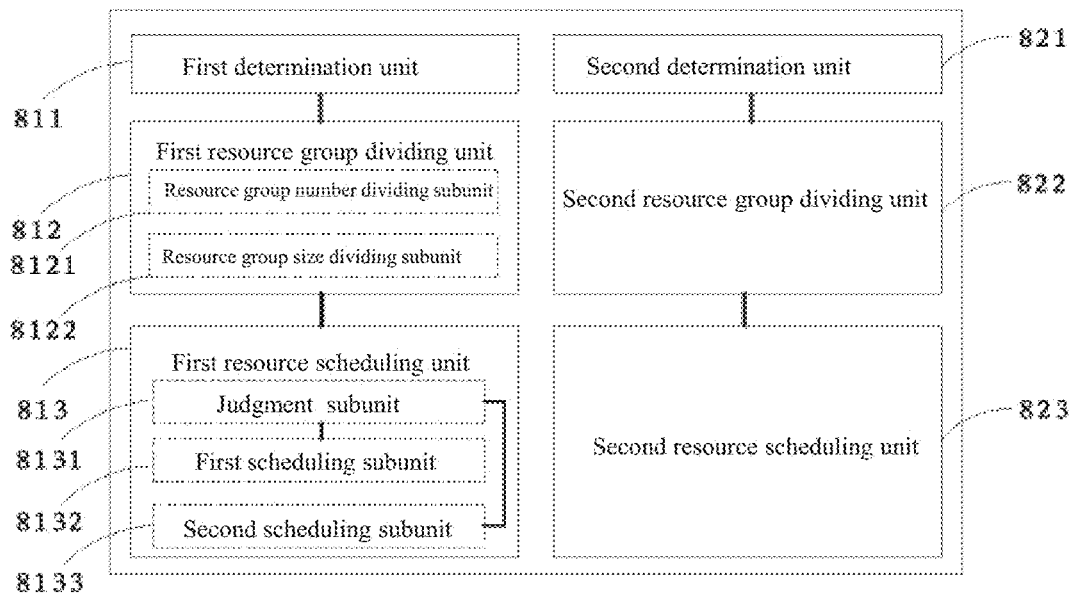 First determination unit
811
First resource group dividing unit
812
Resource group number dividing subunit
8121
Resource group size dividing subunit
8122
First resource scheduling unit
813
Judgment subunit
8131
First scheduling subunit
8132
Second scheduling subunit
8133
Second determination unit
821
Second resource group dividing unit
822
Second resource scheduling unit
823